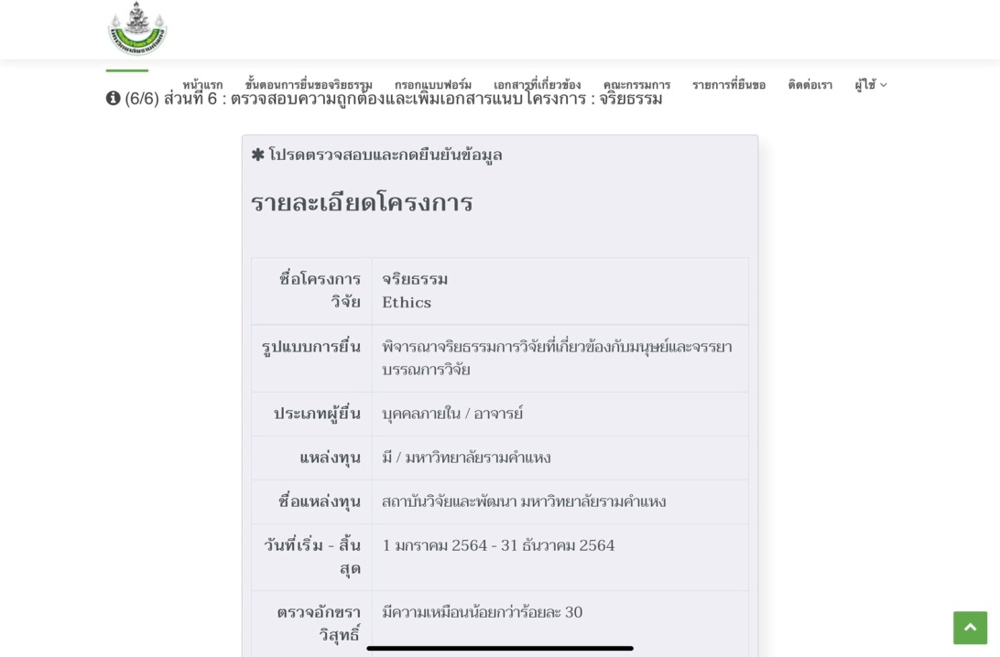 หน้าแรก ขั้นตอนการยื่นขอจริยธรรม กรอกแบบฟอร์ม เอกสารที่เกี่ยวข้อง คณะกรรมการ รายการที่ยื่นขอ ติดต่อเรา ผู้ใช้
(6/6) ส่วนที่ 6 : ตรวจสอบความถูกต้องและเพิ่มเอกสารแนบ โครงการ : จริยธรรม
✱ โปรดตรวจสอบและกดยืนยันข้อมูล
รายละเอียดโครงการ
ชื่อโครงการ จริยธรรม
วิจัย Ethics
รูปแบบการยื่น พิจารณาจริยธรรมการวิจัยที่เกี่ยวข้องกับมนุษย์และจรรยา
บรรณการวิจัย
ประเภทผู้ยื่น บุคคลภายใน / อาจารย์
แหล่งทุน มี / มหาวิทยาลัยรามคำแหง
ชื่อแหล่งทุน สถาบันวิจัยและพัฒนา มหาวิทยาลัยรามคำแหง
วันที่เริ่ม - สิ้น 1 มกราคม 2564 - 31 ธันวาคม 2564
สุด
ตรวจอักขรา มีความเหมือนน้อยกว่าร้อยละ 30
วิสุทธิ์